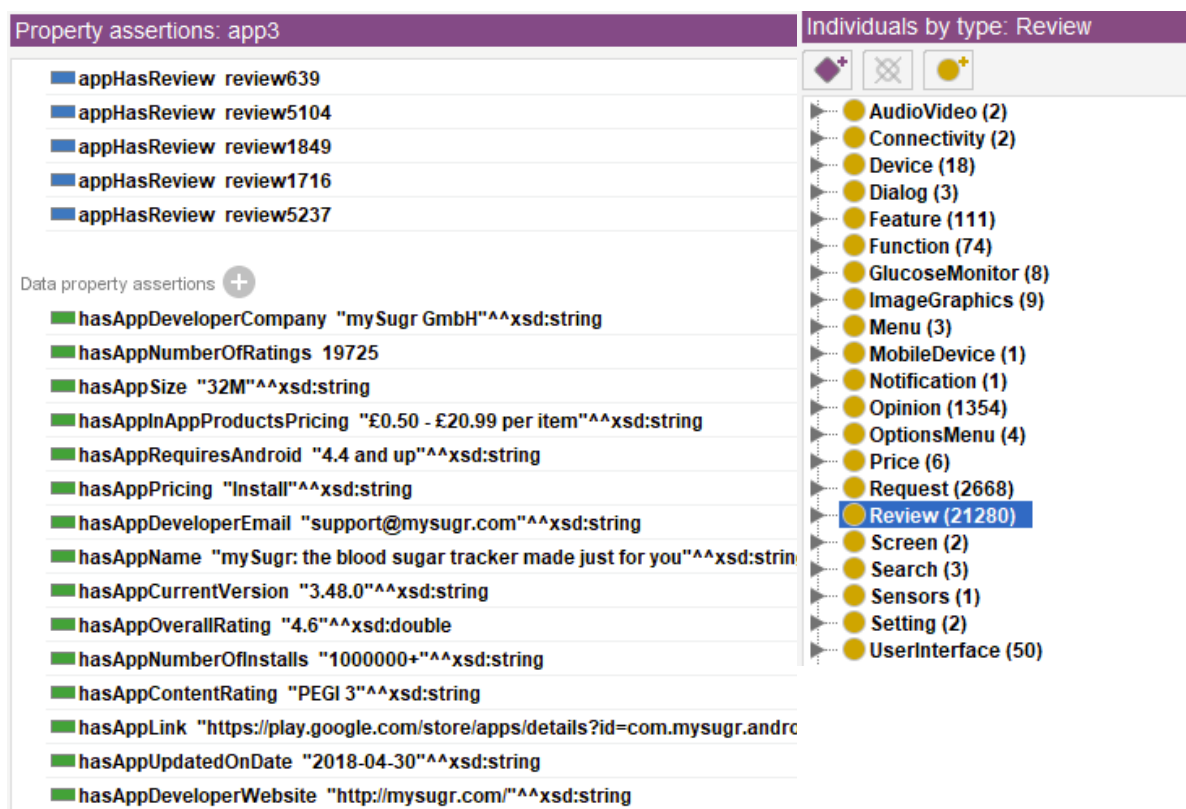 Property assertions: app3
appHasReview review639
appHasReview review5104
appHasReview review1849
appHasReview review1716
appHasReview review5237
Data property assertions
hasAppDeveloperCompany "mySugr GmbH"^^xsd:string
hasAppNumberOfRatings 19725
hasAppSize "32M"^^xsd:string
hasAppInAppProductsPricing "£0.50 - £20.99 per item"^^xsd:string
hasAppRequiresAndroid "4.4 and up"^^xsd:string
hasAppPricing "Install"^^xsd:string
hasAppDeveloperEmail "support@mysugr.com"^^xsd:string
hasAppName "mySugr: the blood sugar tracker made just for you"^^xsd:strin
hasAppCurrentVersion "3.48.0"^^xsd:string
hasAppOverallRating "4.6"^^xsd:double
hasAppNumberOfInstalls "1000000+"^^xsd:string
hasAppContentRating "PEGI 3"^^xsd:string
hasAppLink "https://play.google.com/store/apps/details?id=com.mysugr.andro
hasAppUpdatedOnDate "2018-04-30"^^xsd:string
hasAppDeveloperWebsite "http://mysugr.com/"^^xsd:string
Individuals by type: Review
AudioVideo (2)
Connectivity (2)
Device (18)
Dialog (3)
Feature (111)
Function (74)
GlucoseMonitor (8)
ImageGraphics (9)
Menu (3)
MobileDevice (1)
Notification (1)
Opinion (1354)
OptionsMenu (4)
Price (6)
Request (2668)
Review (21280)
Screen (2)
Search (3)
Sensors (1)
Setting (2)
UserInterface (50)